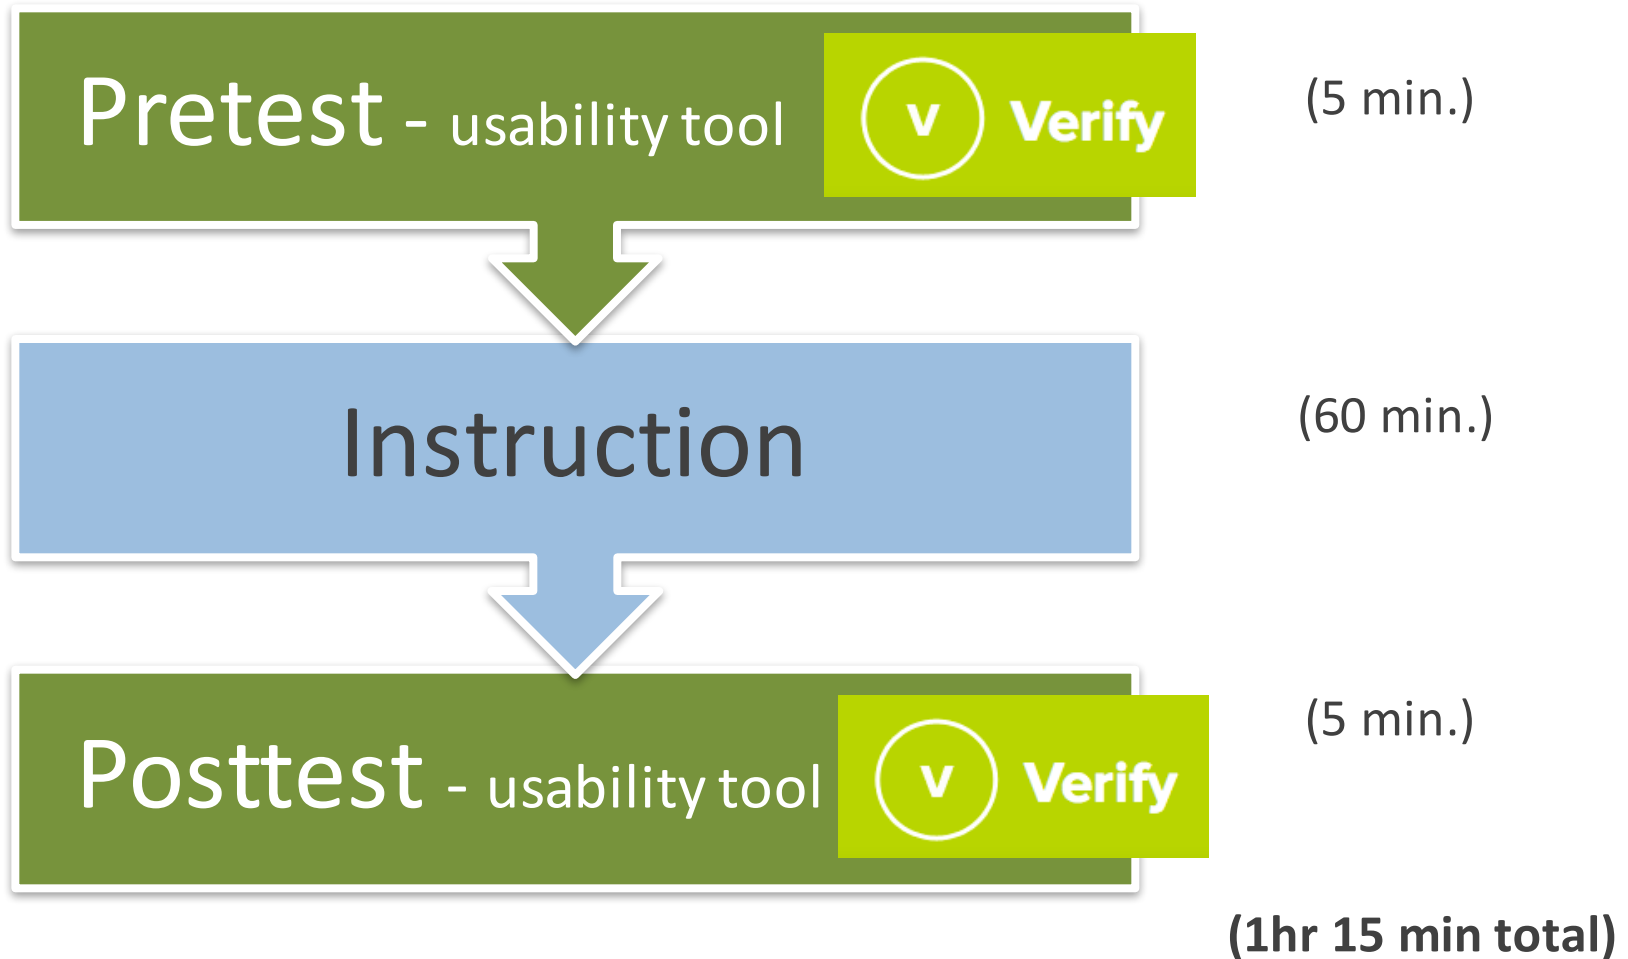 Pretest - usability tool V Verify (5 min.)
Instruction (60 min.)
Posttest - usability tool V Verify (5 min.)
(1hr 15 min total)